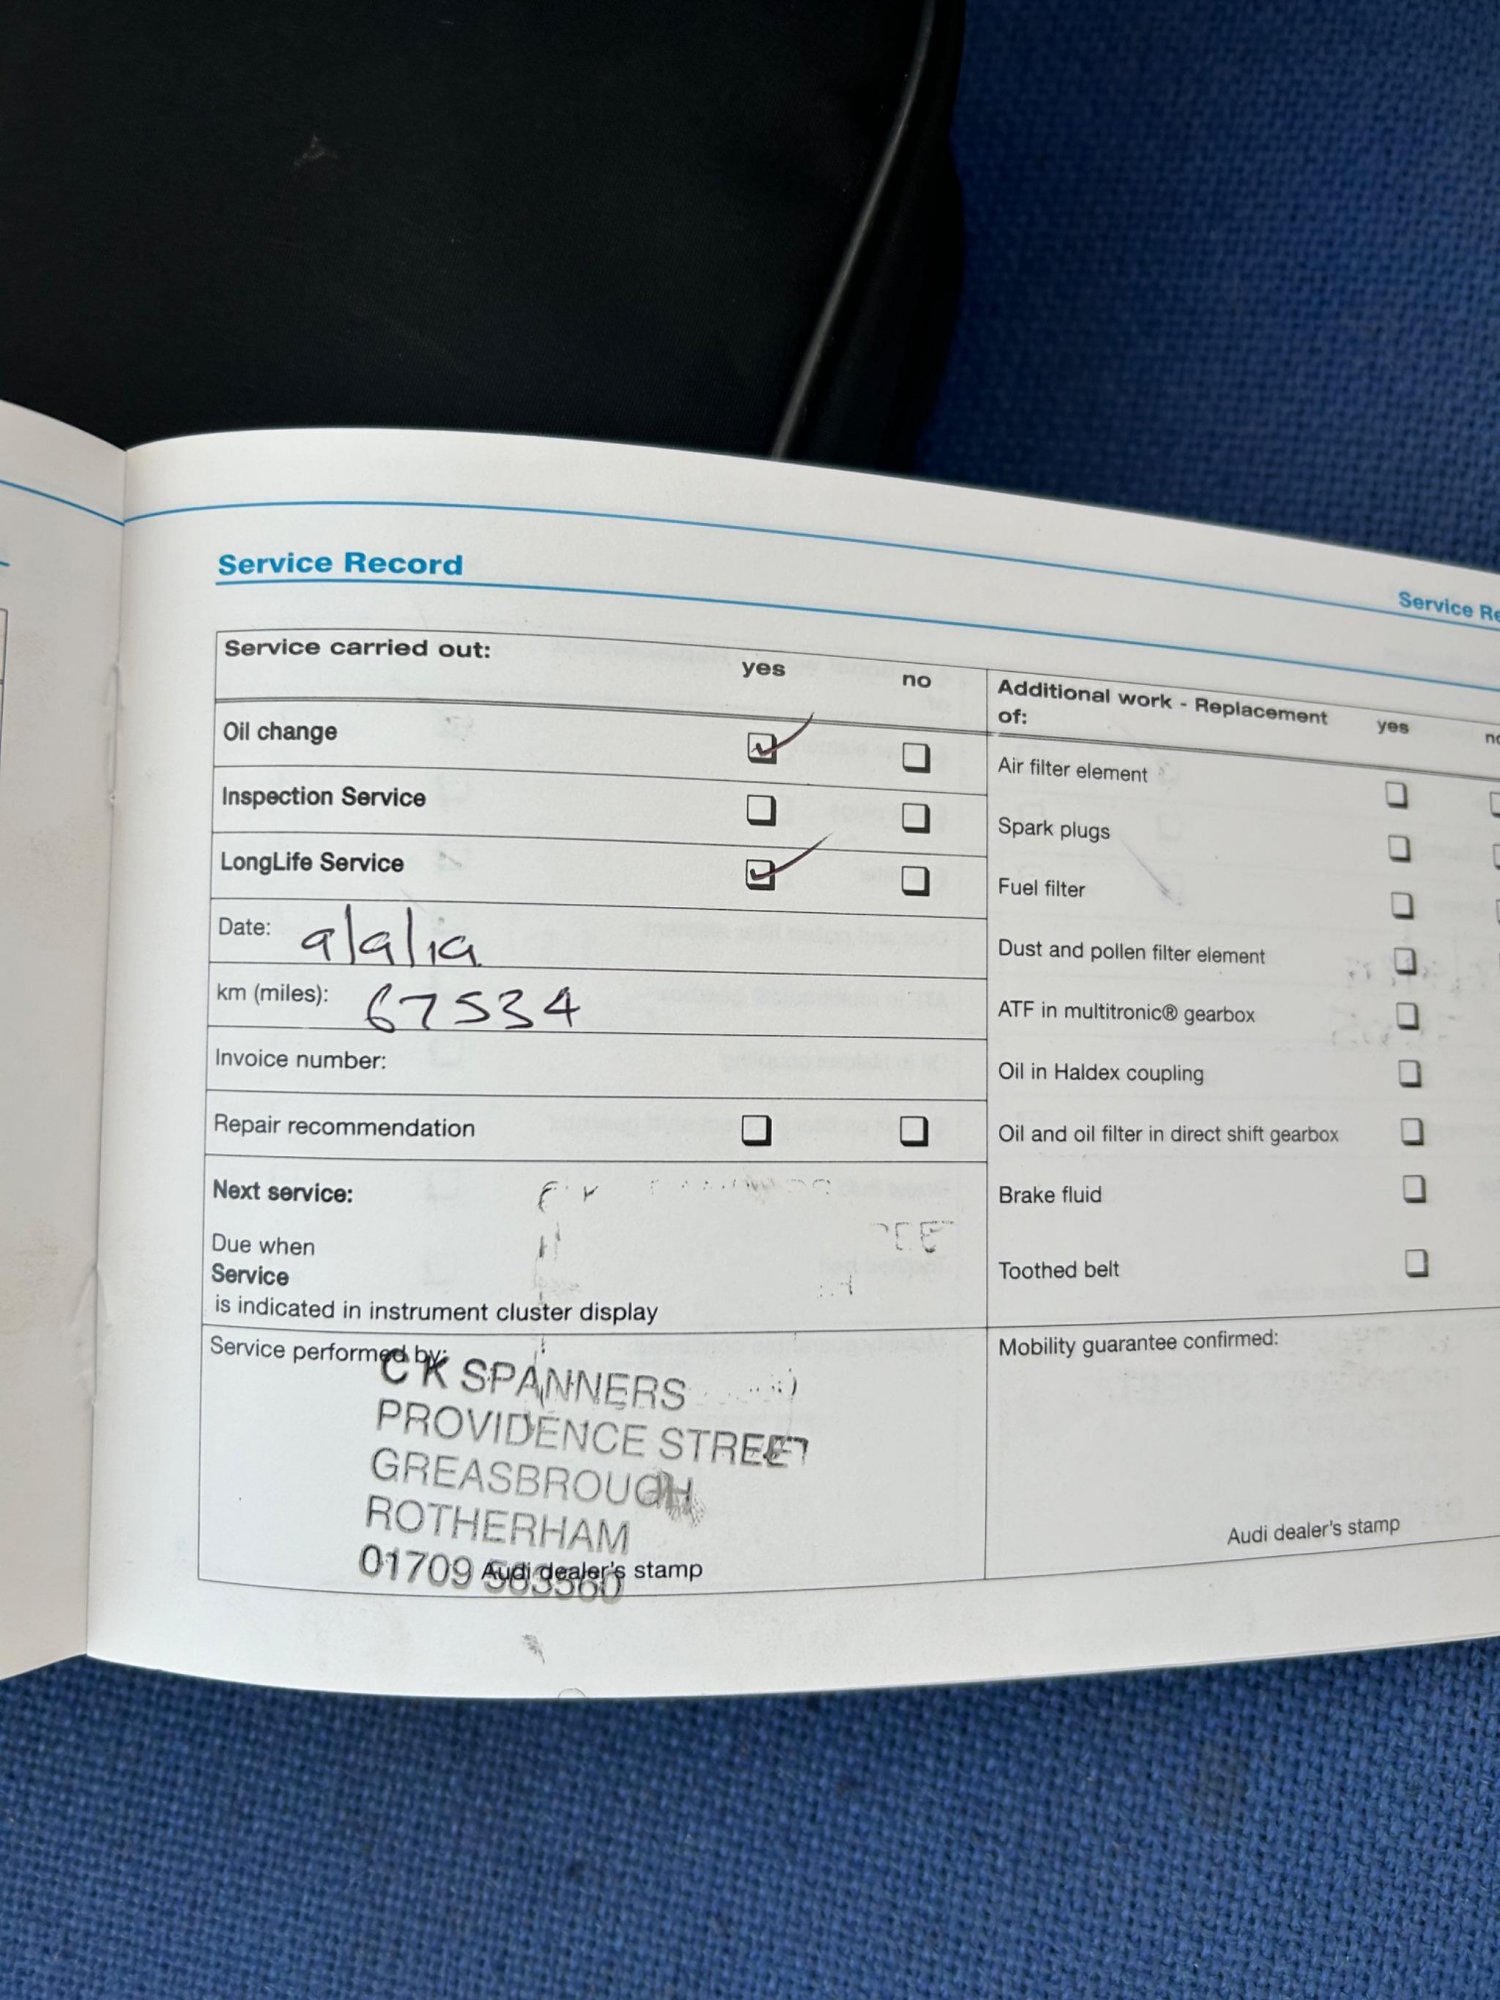 Service Record
Service Re
Service carried out:
yes
no
Oil change
Inspection Service
LongLife Service
Date: 9/9/19
km (miles): 67534
Invoice number:
Repair recommendation
Next service:
Due when
Service
is indicated in instrument cluster display
Service performed by:
C K SPANNERS
PROVIDENCE STREET
GREASBROUGH
ROTHERHAM
01709 563560
Audi dealer's stamp
Additional work - Replacement
of:
yes
no
Air filter element
Spark plugs
Fuel filter
Dust and pollen filter element
ATF in multitronic® gearbox
Oil in Haldex coupling
Oil and oil filter in direct shift gearbox
Brake fluid
Toothed belt
Mobility guarantee confirmed:
Audi dealer's stamp